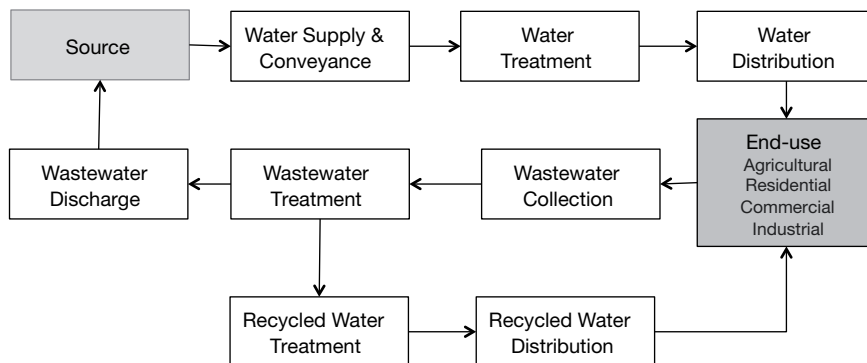 Source
Water Supply &
Conveyance
Water
Treatment
Water
Distribution
End-use
Agricultural
Residential
Commercial
Industrial
Wastewater
Collection
Wastewater
Treatment
Wastewater
Discharge
Recycled Water
Treatment
Recycled Water
Distribution